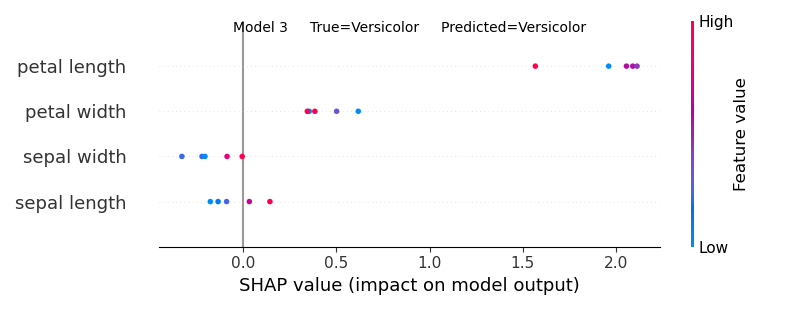 Model 3 True=Versicolor Predicted=Versicolor
High
petal length
petal width
sepal width
sepal length
Feature value
Low
0.0 0.5 1.0 1.5 2.0
SHAP value (impact on model output)